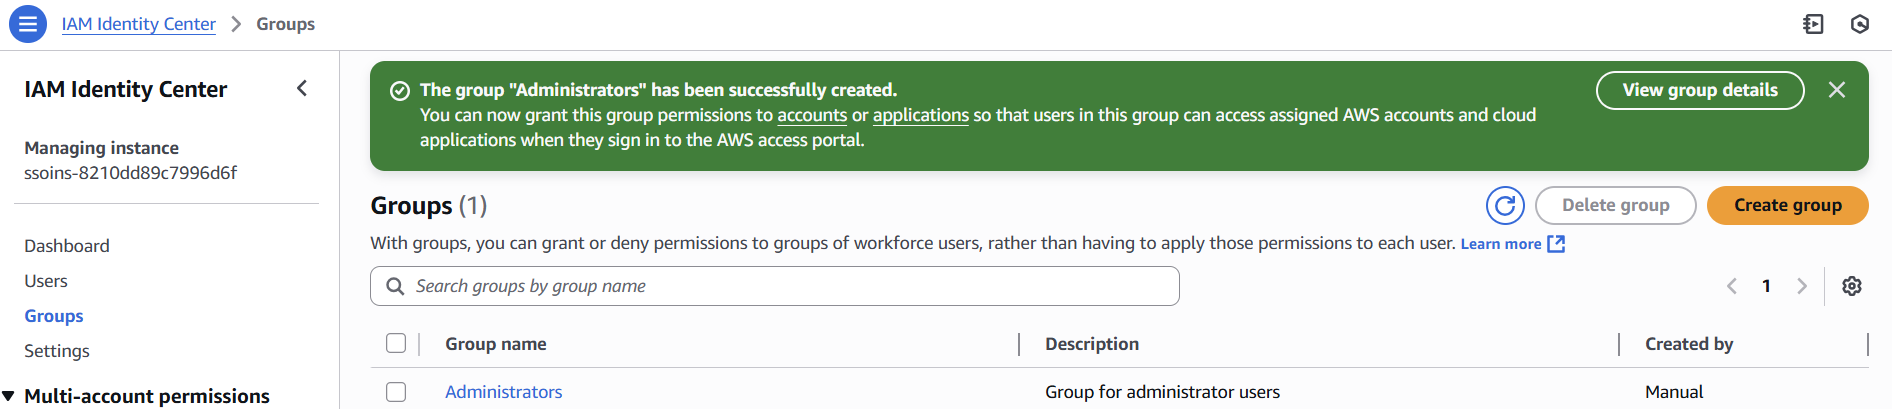 IAM Identity Center > Groups
IAM Identity Center
Managing instance
ssoins-8210dd89c7996d6f
Dashboard
Users
Groups
Settings
Multi-account permissions
The group "Administrators" has been successfully created.
You can now grant this group permissions to accounts or applications so that users in this group can access assigned AWS accounts and cloud
applications when they sign in to the AWS access portal.
View group details
Groups (1)
Delete group
Create group
With groups, you can grant or deny permissions to groups of workforce users, rather than having to apply those permissions to each user. Learn more
Search groups by group name
1
Group name Description Created by
Administrators Group for administrator users Manual